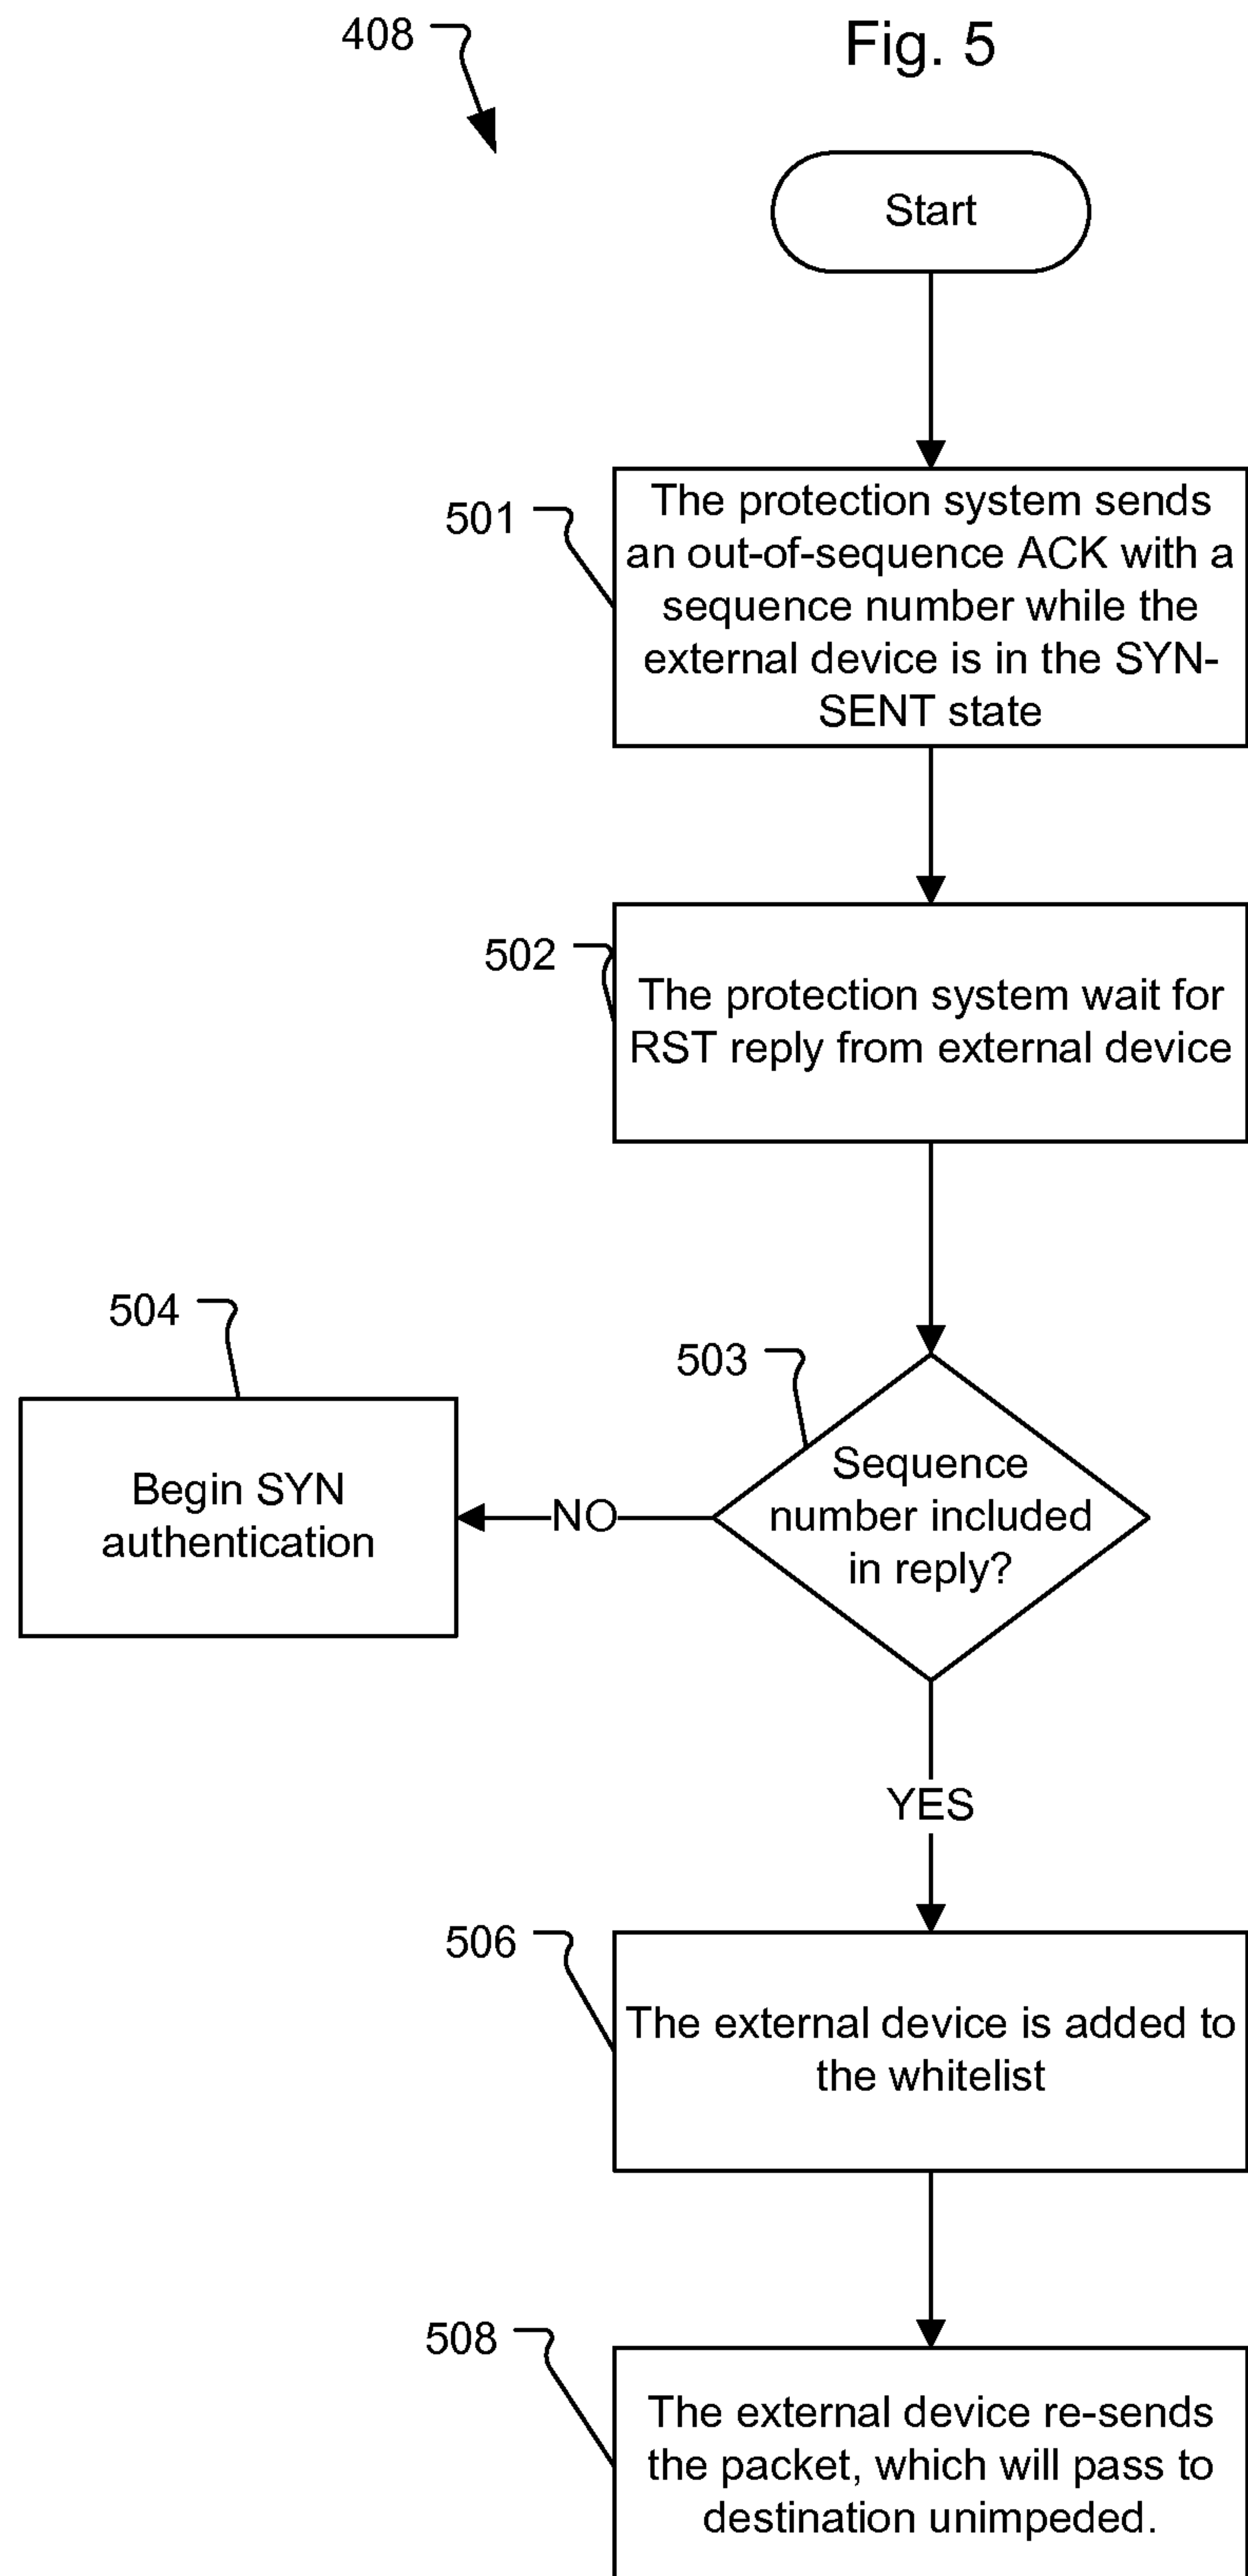 408
Fig. 5
Start
501
The protection system sends
an out-of-sequence ACK with a
sequence number while the
external device is in the SYN-
SENT state
502
The protection system wait for
RST reply from external device
504
503
Begin SYN
authentication
NO
Sequence
number included
in reply?
YES
506
The external device is added to
the whitelist
508
The external device re-sends
the packet, which will pass to
destination unimpeded.